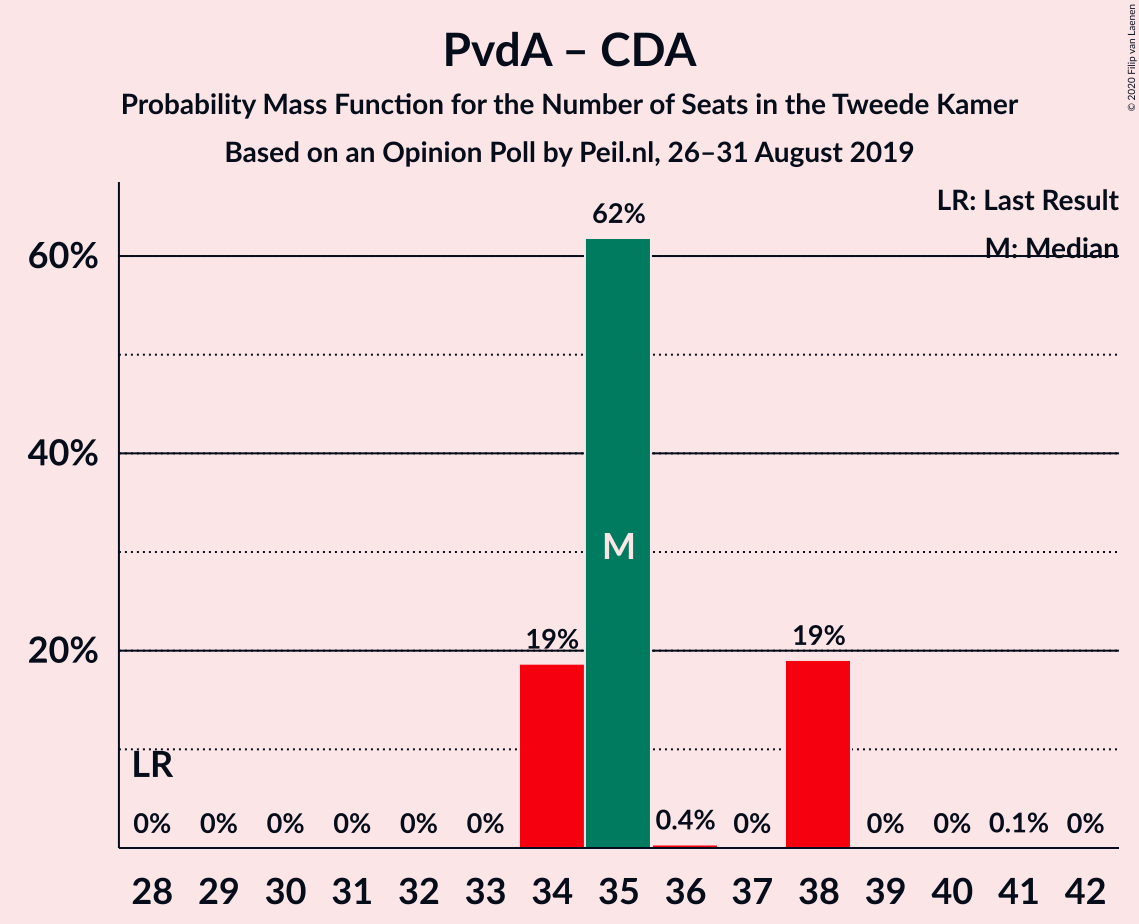 PvdA – CDA
Probability Mass Function for the Number of Seats in the Tweede Kamer
Based on an Opinion Poll by Peil.nl, 26–31 August 2019
© 2020 Filip van Laenen
LR: Last Result
M: Median
60%
40%
20%
62%
M
19%
19%
LR
0% 0% 0% 0% 0% 0% 0.4% 0% 0% 0% 0.1% 0%
28 29 30 31 32 33 34 35 36 37 38 39 40 41 42